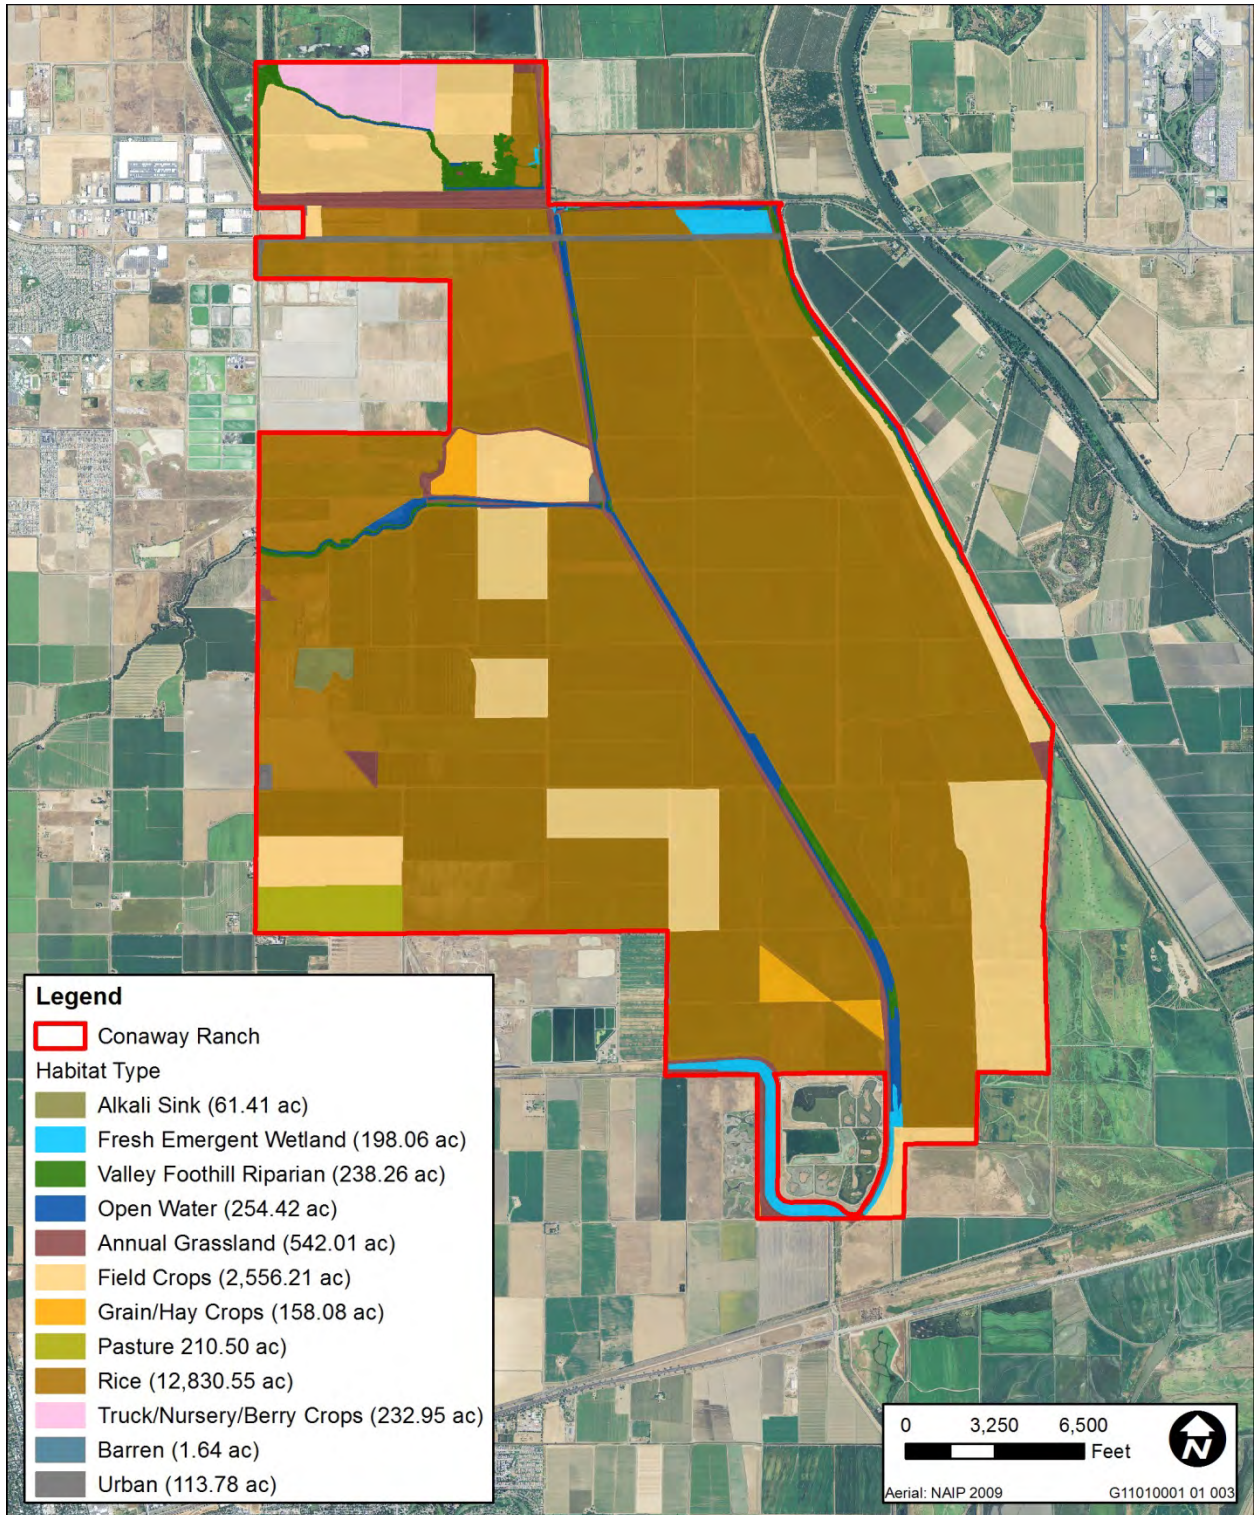 Legend
Conaway Ranch
Habitat Type
Alkali Sink (61.41 ac)
Fresh Emergent Wetland (198.06 ac)
Valley Foothill Riparian (238.26 ac)
Open Water (254.42 ac)
Annual Grassland (542.01 ac)
Field Crops (2,556.21 ac)
Grain/Hay Crops (158.08 ac)
Pasture 210.50 ac)
Rice (12,830.55 ac)
Truck/Nursery/Berry Crops (232.95 ac)
Barren (1.64 ac)
Urban (113.78 ac)
0 3,250 6,500
Feet
N
Aerial: NAIP 2009 G11010001 01 003